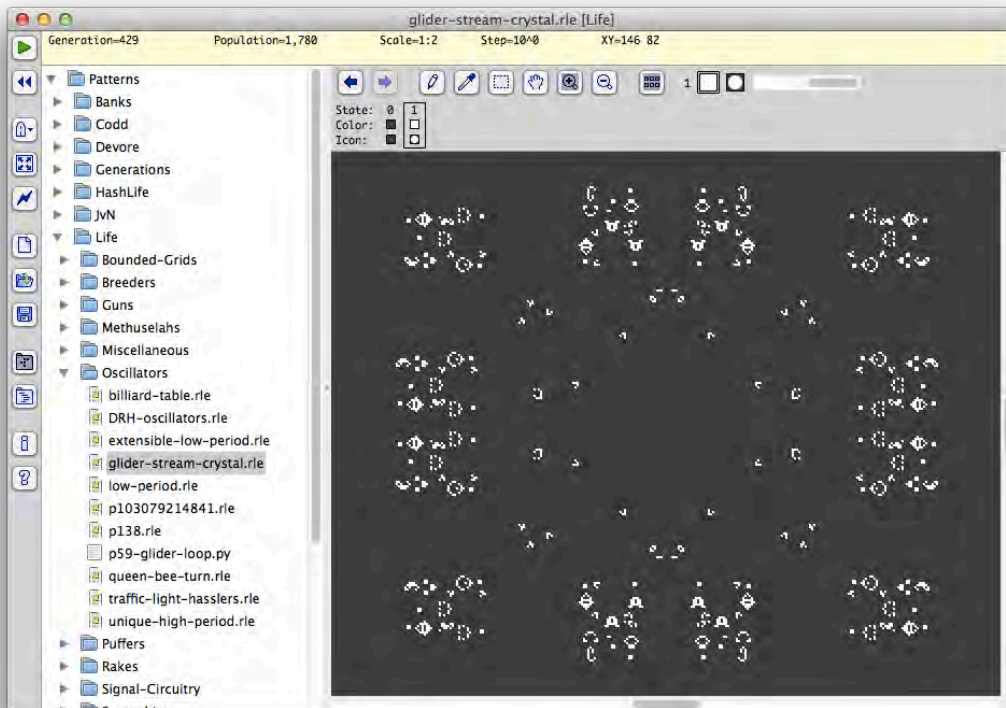 glider-stream-crystal.rle [Life]
Generation=429 Population=1,780 Scale=1:2 Step=10^0 XY=146 82
Patterns
Banks
Codd
Devore
Generations
HashLife
JvN
Life
Bounded-Grids
Breeders
Guns
Methuselahs
Miscellaneous
Oscillators
billiard-table.rle
DRH-oscillators.rle
extensible-low-period.rle
glider-stream-crystal.rle
low-period.rle
p103079214841.rle
p138.rle
p59-glider-loop.py
queen-bee-turn.rle
traffic-light-hasslers.rle
unique-high-period.rle
Puffers
Rakes
Signal-Circuitry
1
State: 0 1
Color:
Icon: